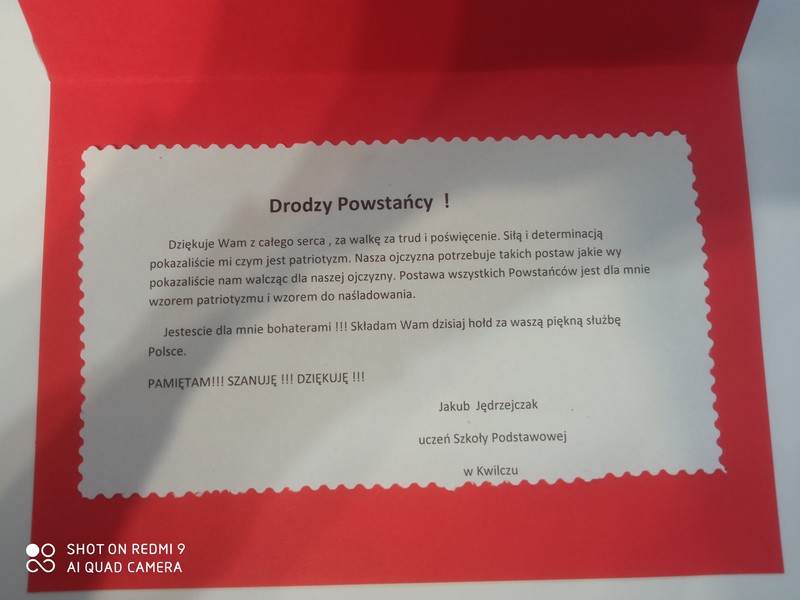 Drodzy Powstańcy !
Dziękuje Wam z całego serca , za walkę za trud i poświęcenie. Siłą i determinacją
pokazaliście mi czym jest patriotyzm. Nasza ojczyzna potrzebuje takich postaw jakie wy
pokazaliście nam walcząc dla naszej ojczyzny. Postawa wszystkich Powstańców jest dla mnie
wzorem patriotyzmu i wzorem do naśladowania.
Jestescie dla mnie bohaterami !!! Składam Wam dzisiaj hołd za waszą piękną służbę
Polsce.
PAMIĘTAM!!! SZANUJĘ !!! DZIĘKUJĘ !!!
Jakub Jędrzejczak
uczeń Szkoły Podstawowej
w Kwilczu
SHOT ON REDMI 9
AI QUAD CAMERA